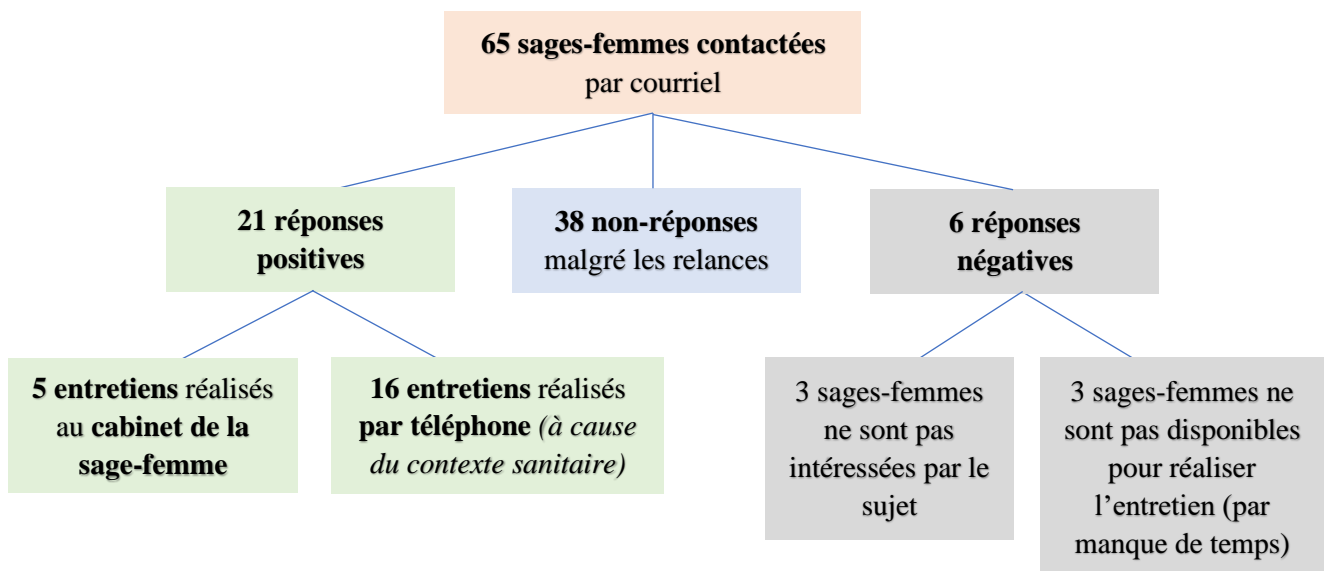 65 sages-femmes contactées
par courriel
21 réponses
positives
38 non-réponses
malgré les relances
6 réponses
négatives
5 entretiens réalisés
au cabinet de la
sage-femme
16 entretiens réalisés
par téléphone (à cause
du contexte sanitaire)
3 sages-femmes
ne sont pas
intéressées par le
sujet
3 sages-femmes ne
sont pas disponibles
pour réaliser
l’entretien (par
manque de temps)